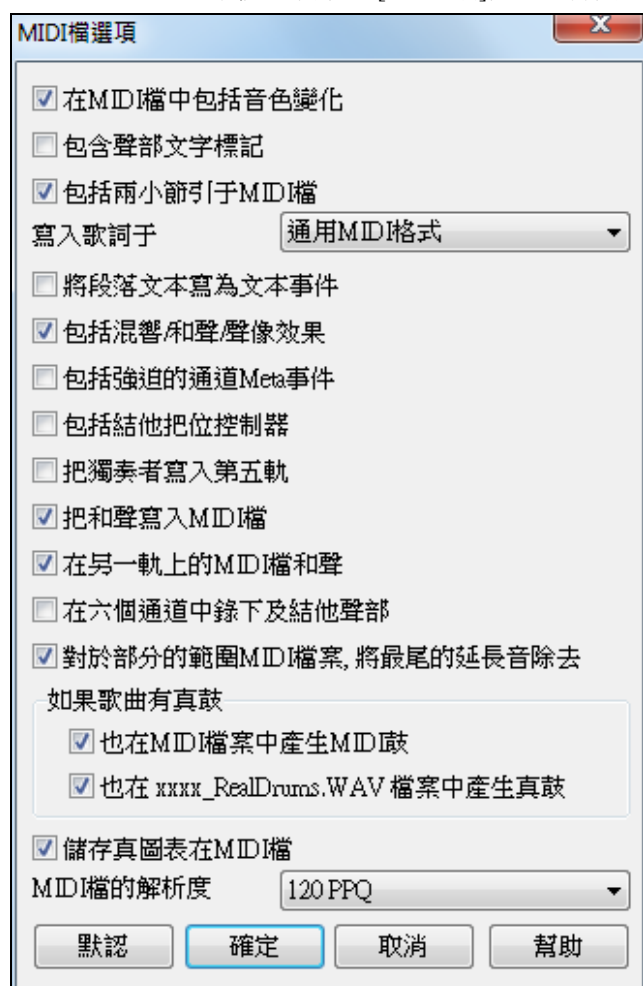 MIDI檔選項
在MIDI檔中包括音色變化
包含聲部文字標記
包括兩小節引于MIDI檔
寫入歌詞于 通用MIDI格式
將段落文本寫為文本事件
包括混響/和聲/聲像效果
包括強迫的通道Meta事件
包括結他把位控制器
把獨奏者寫入第五軌
把和聲寫入MIDI檔
在另一軌上的MIDI檔和聲
在六個通道中錄下及結他聲部
對於部分的範圍MIDI檔案, 將最尾的延長音除去
如果歌曲有真鼓
也在MIDI檔案中產生MIDI鼓
也在 xxxx_RealDrums.WAV 檔案中產生真鼓
儲存真圖表在MIDI檔
MIDI檔的解析度 120 PPQ
默認 確定 取消 幫助